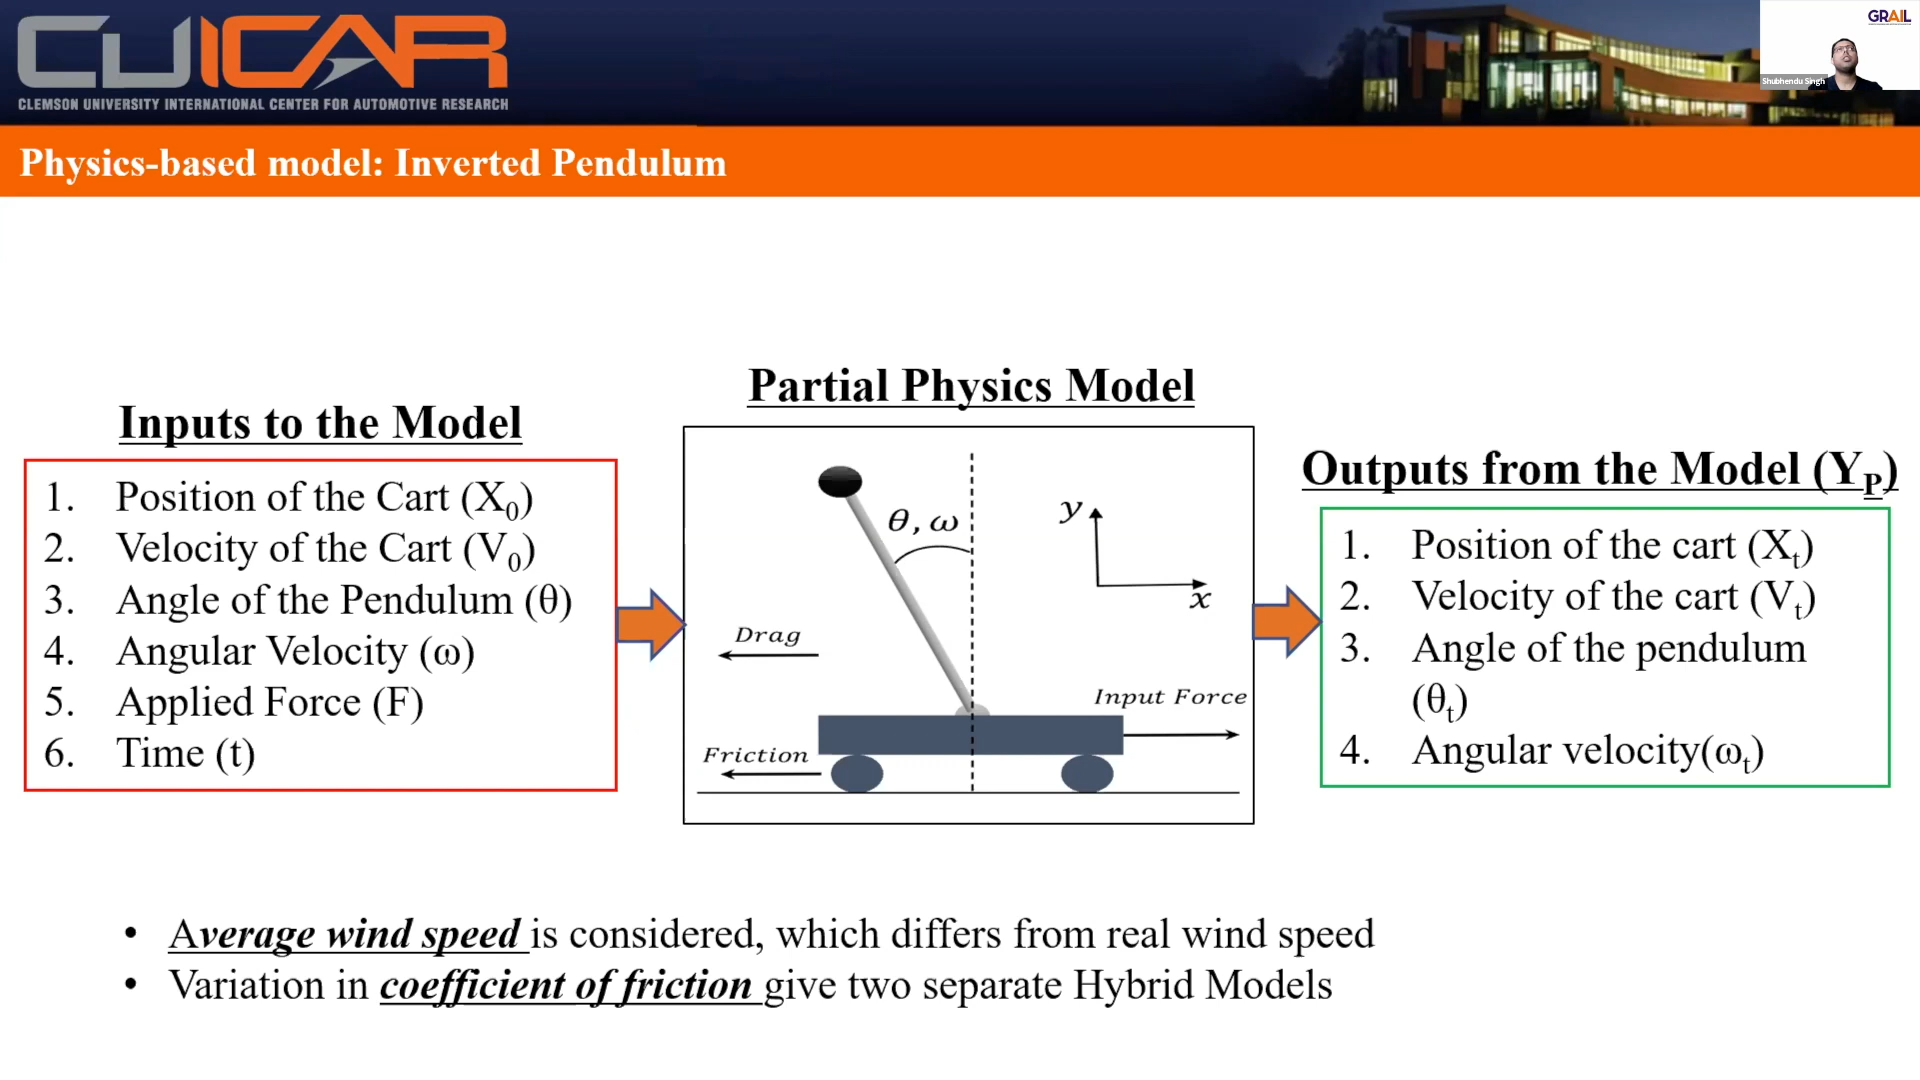 CUICAR
CLEMSON UNIVERSITY INTERNATIONAL CENTER FOR AUTOMOTIVE RESEARCH
GRAIL
Shubhendu Singh
Physics-based model: Inverted Pendulum
Inputs to the Model
1. Position of the Cart (X₀)
2. Velocity of the Cart (V₀)
3. Angle of the Pendulum (θ)
4. Angular Velocity (ω)
5. Applied Force (F)
6. Time (t)
Partial Physics Model
θ, ω
y
x
Drag
Input Force
Friction
Outputs from the Model (Y_P)
1. Position of the cart (Xₜ)
2. Velocity of the cart (Vₜ)
3. Angle of the pendulum
(θₜ)
4. Angular velocity(ωₜ)
• Average wind speed is considered, which differs from real wind speed
• Variation in coefficient of friction give two separate Hybrid Models